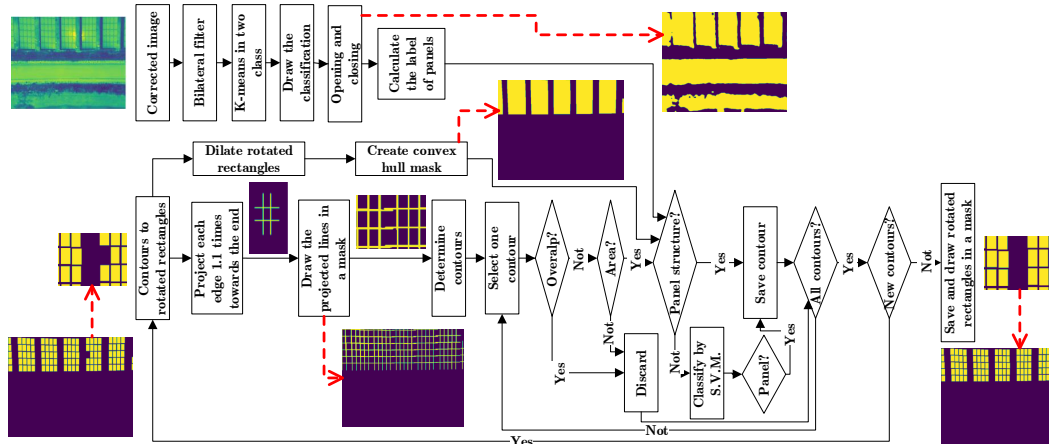 Corrected image
Bilateral filter
K-means in two
class
Draw the
classification
Opening and
closing
Calculate
the label
of panels
Dilate rotated
rectangles
Create convex
hull mask
Contours to
rotated rectangles
Project each
edge 1.1 times
towards the end
Draw the
projected lines in
a mask
Determine
contours
Select one
contour
Overalp?
Not
Area?
Yes
Panel structure?
Yes
Save contour
All contours?
Yes
New contours?
Not
Save and draw rotated
rectangles in a mask
Yes
Not
Discard
Not
Classify by
S.V.M.
Panel?
Yes
Not
Yes